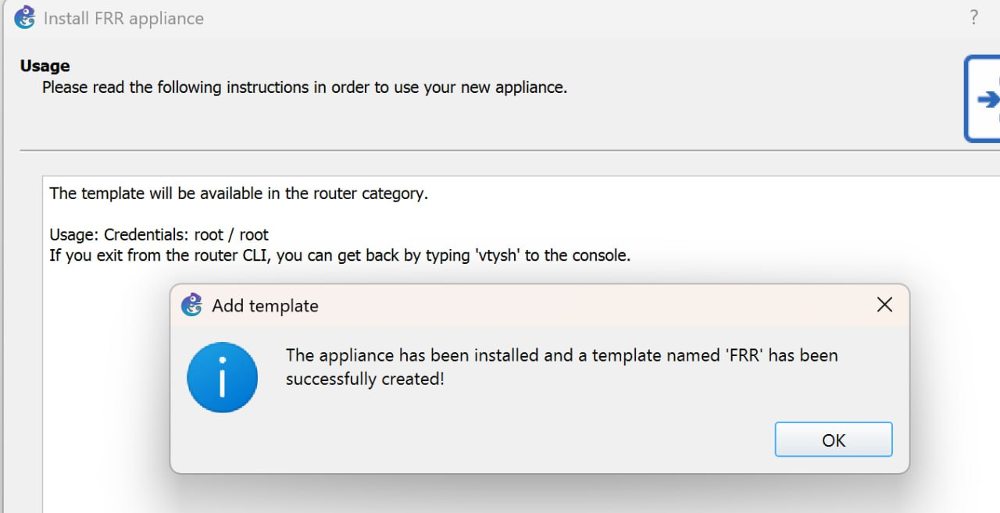 Install FRR appliance
?
Usage
Please read the following instructions in order to use your new appliance.
The template will be available in the router category.
Usage: Credentials: root / root
If you exit from the router CLI, you can get back by typing 'vtysh' to the console.
Add template
The appliance has been installed and a template named 'FRR' has been
successfully created!
OK